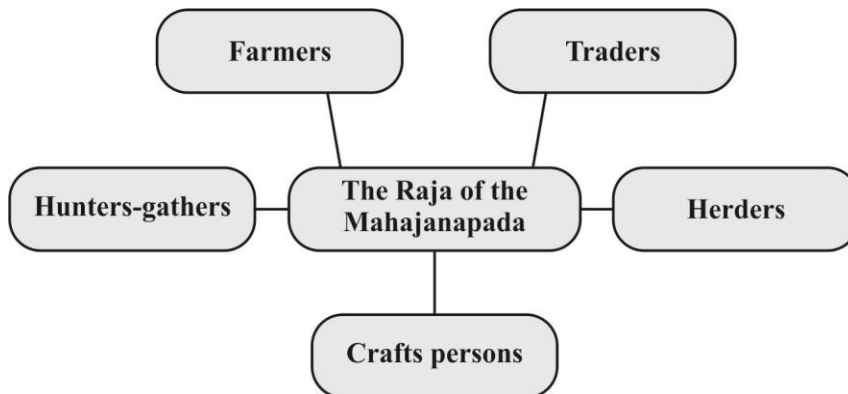 Farmers
Traders
Hunters-gathers
The Raja of the
Mahajanapada
Herders
Crafts persons